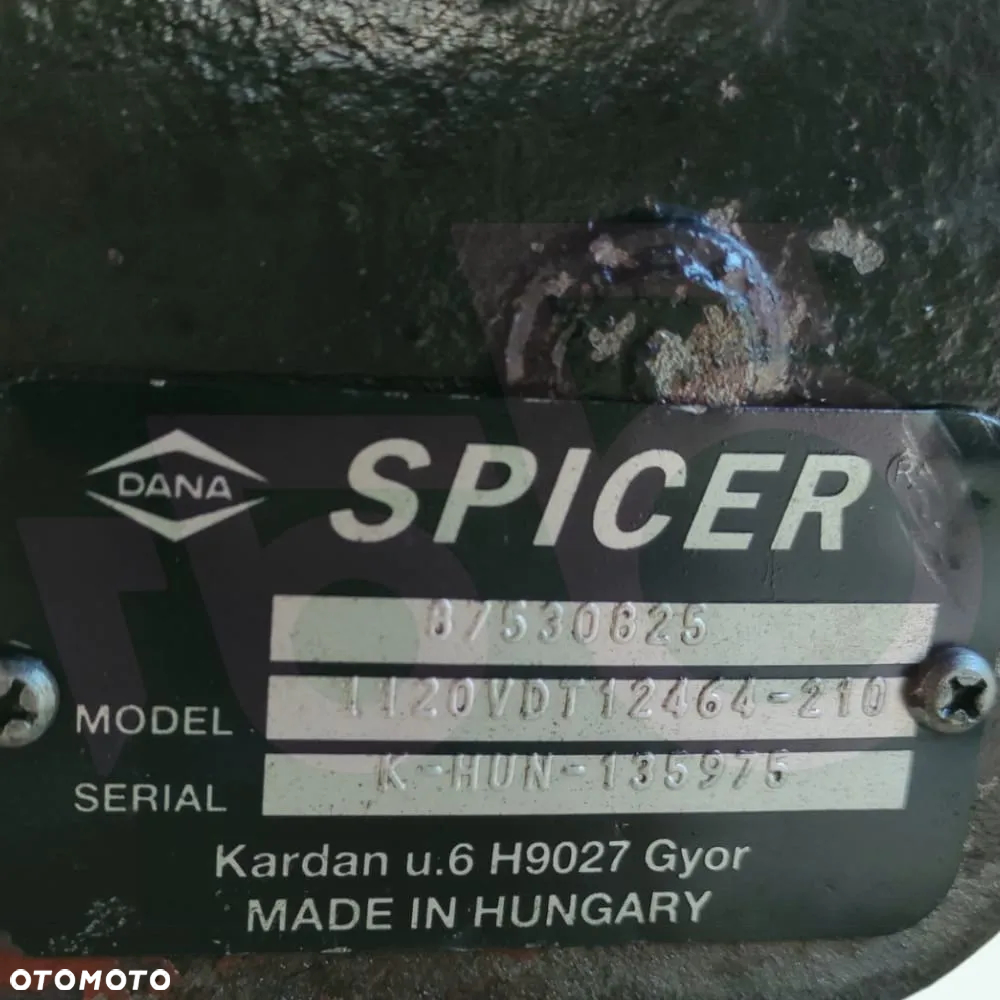 DANA
SPICER®
87530825
MODEL 1120VDT12464-210
SERIAL K-HUN-135975
Kardan u.6 H9027 Gyor
MADE IN HUNGARY
OTOMOTO